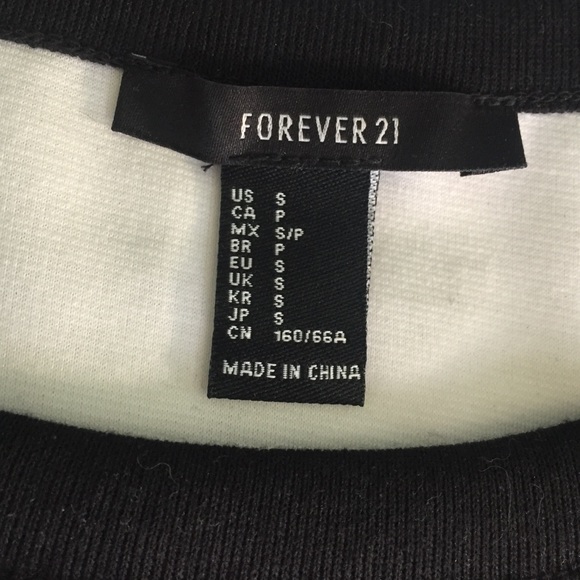 FOREVER 21
US S
CA P
MX S/P
BR P
EU S
UK S
KR S
JP S
CN 160/66A
MADE IN CHINA